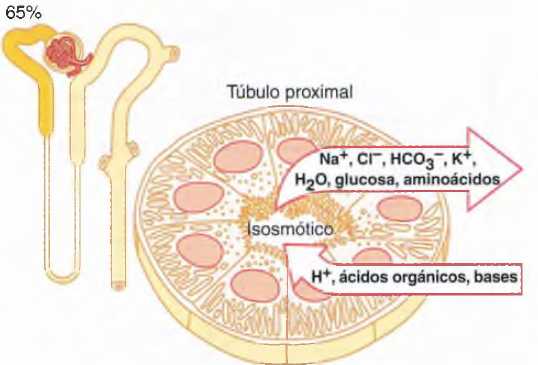 65%
Túbulo proximal
Na⁺, Cl⁻, HCO₃⁻, K⁺,
H₂O, glucosa, aminoácidos
Isosmótico
H⁺, ácidos orgánicos, bases